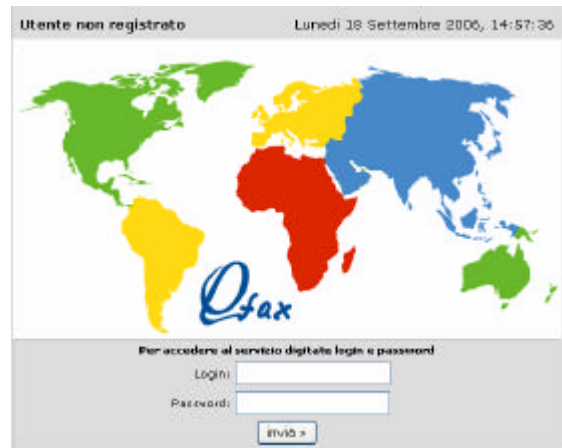 Utente non registrato Lunedi 18 Settembre 2006, 14:57:36
Qfax
Per accedere al servizio digitate login e password
Login:
Password:
invia »